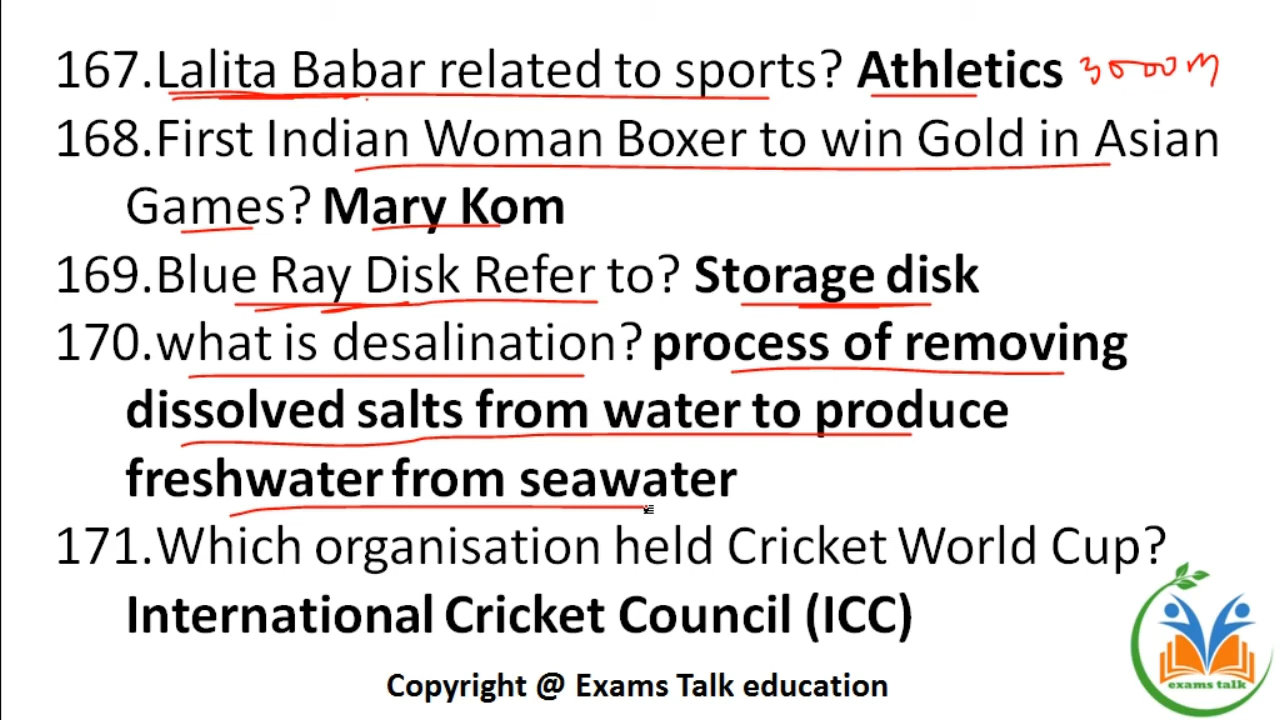 167.Lalita Babar related to sports? Athletics 3000m
168.First Indian Woman Boxer to win Gold in Asian
Games? Mary Kom
169.Blue Ray Disk Refer to? Storage disk
170.what is desalination? process of removing
dissolved salts from water to produce
freshwater from seawater
171.Which organisation held Cricket World Cup?
International Cricket Council (ICC)
exams talk
Copyright @ Exams Talk education